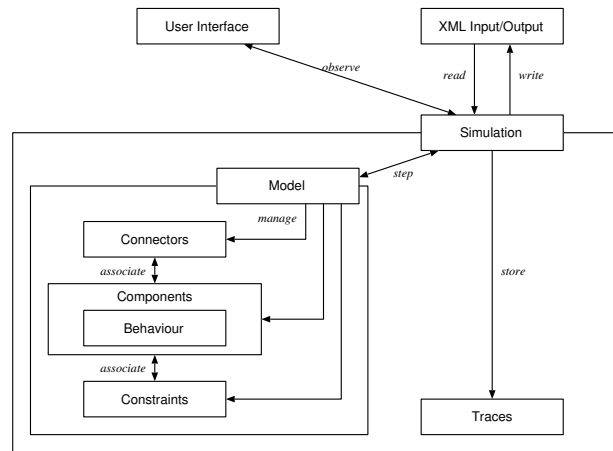 User Interface
XML Input/Output
observe
read
write
Simulation
step
Model
manage
Connectors
associate
Components
store
Behaviour
associate
Constraints
Traces